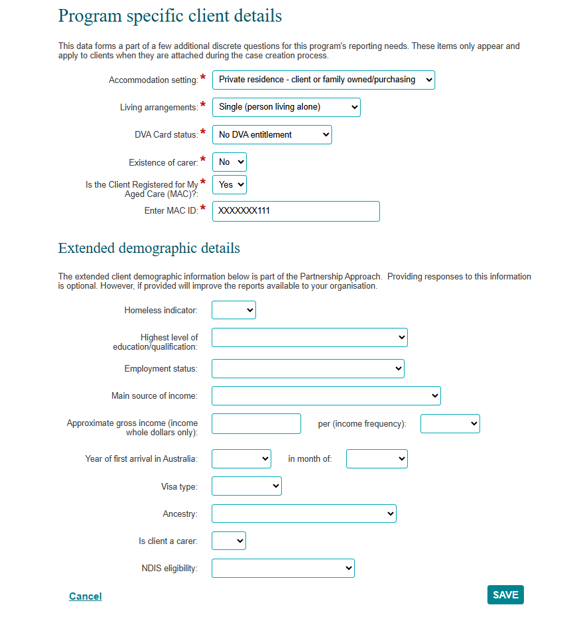 Program specific client details
This data forms a part of a few additional discrete questions for this program's reporting needs. These items only appear and
apply to clients when they are attached during the case creation process.
Accommodation setting: * Private residence - client or family owned/purchasing
Living arrangements: * Single (person living alone)
DVA Card status: * No DVA entitlement
Existence of carer: * No
Is the Client Registered for My * Yes
Aged Care (MAC)?:
Enter MAC ID: * XXXXXXX111
Extended demographic details
The extended client demographic information below is part of the Partnership Approach. Providing responses to this information
is optional. However, if provided will improve the reports available to your organisation.
Homeless indicator:
Highest level of
education/qualification:
Employment status:
Main source of income:
Approximate gross income (income per (income frequency):
whole dollars only):
Year of first arrival in Australia: in month of:
Visa type:
Ancestry:
Is client a carer:
NDIS eligibility:
Cancel SAVE